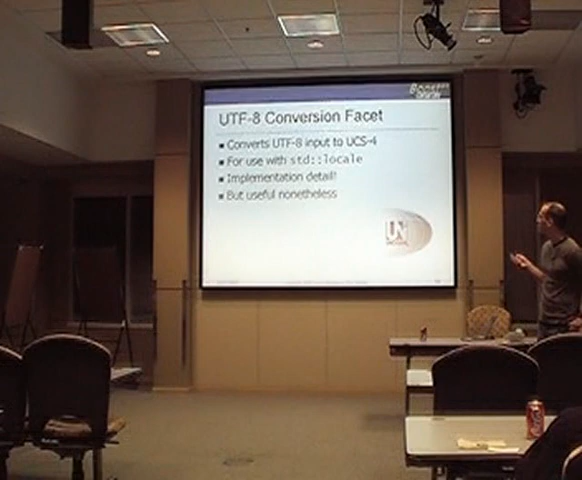 UTF-8 Conversion Facet
Converts UTF-8 input to UCS-4
For use with std::locale
Implementation detail!
But useful nonetheless
UN